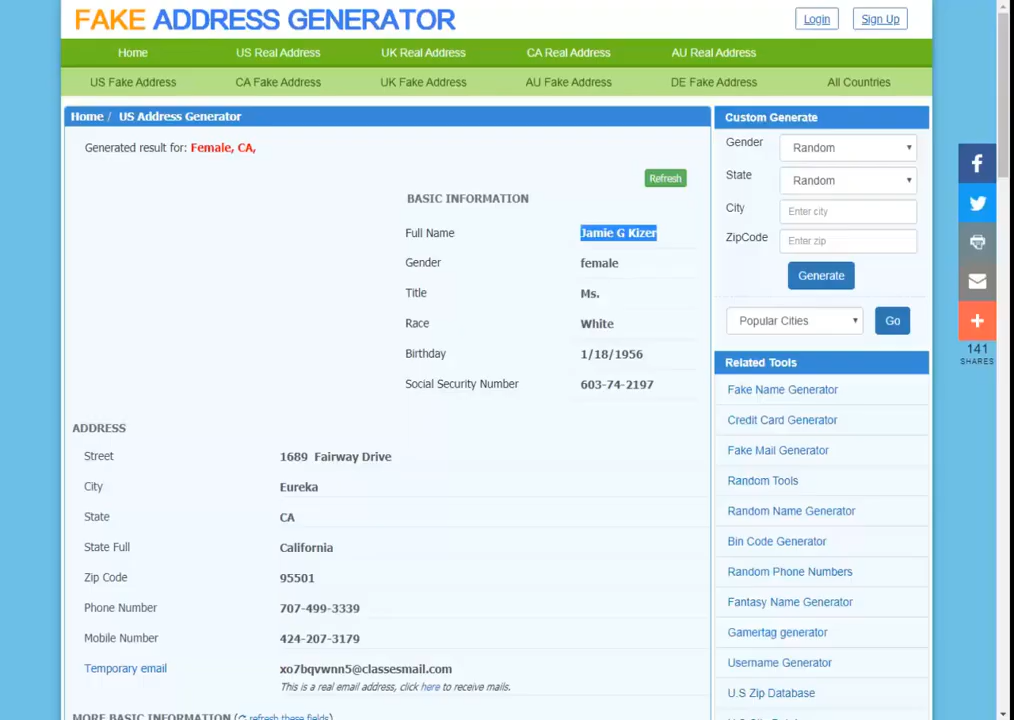 FAKE ADDRESS GENERATOR
Login
Sign Up
Home
US Real Address
UK Real Address
CA Real Address
AU Real Address
US Fake Address
CA Fake Address
UK Fake Address
AU Fake Address
DE Fake Address
All Countries
Home / US Address Generator
Generated result for: Female, CA,
Refresh
BASIC INFORMATION
Full Name Jamie G Kizer
Gender female
Title Ms.
Race White
Birthday 1/18/1956
Social Security Number 603-74-2197
ADDRESS
Street 1689 Fairway Drive
City Eureka
State CA
State Full California
Zip Code 95501
Phone Number 707-499-3339
Mobile Number 424-207-3179
Temporary email xo7bqvwnn5@classesmail.com
This is a real email address, click here to receive mails.
MORE BASIC INFORMATION (refresh these fields)
Custom Generate
Gender Random
State Random
City Enter city
ZipCode Enter zip
Generate
Popular Cities Go
Related Tools
Fake Name Generator
Credit Card Generator
Fake Mail Generator
Random Tools
Random Name Generator
Bin Code Generator
Random Phone Numbers
Fantasy Name Generator
Gamertag generator
Username Generator
U.S Zip Database
141
SHARES